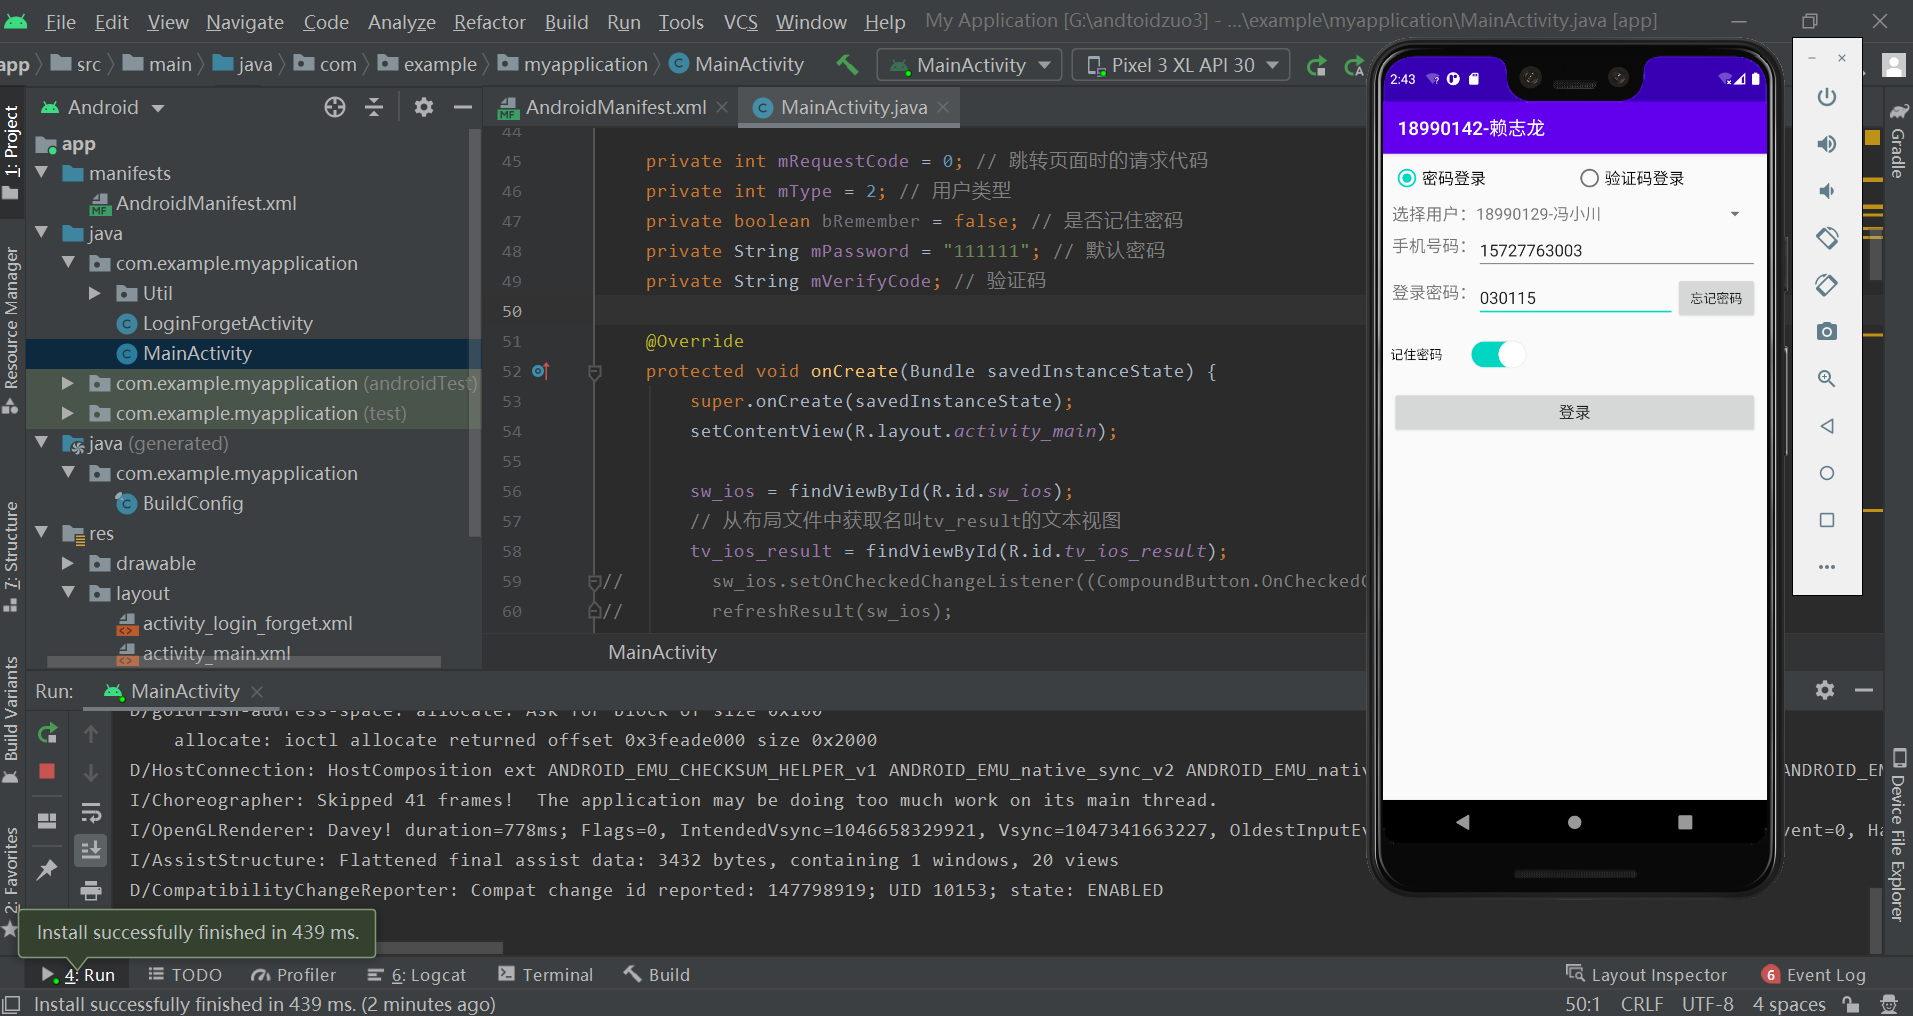 File Edit View Navigate Code Analyze Refactor Build Run Tools VCS Window Help My Application [G:\andtoidzuo3] - ...\example\myapplication\MainActivity.java [app]
app src main java com example myapplication MainActivity MainActivity Pixel 3 XL API 30
1: Project
Resource Manager
7: Structure
Build Variants
2: Favorites
Android
app
manifests
AndroidManifest.xml
java
com.example.myapplication
Util
LoginForgetActivity
MainActivity
com.example.myapplication (androidTest)
com.example.myapplication (test)
java (generated)
com.example.myapplication
BuildConfig
res
drawable
layout
activity_login_forget.xml
activity_main.xml
AndroidManifest.xml MainActivity.java
44
45 private int mRequestCode = 0; // 跳转页面时的请求代码
46 private int mType = 2; // 用户类型
47 private boolean bRemember = false; // 是否记住密码
48 private String mPassword = "111111"; // 默认密码
49 private String mVerifyCode; // 验证码
50
51 @Override
52 protected void onCreate(Bundle savedInstanceState) {
53 super.onCreate(savedInstanceState);
54 setContentView(R.layout.activity_main);
55
56 sw_ios = findViewById(R.id.sw_ios);
57 // 从布局文件中获取名叫tv_result的文本视图
58 tv_ios_result = findViewById(R.id.tv_ios_result);
59 // sw_ios.setOnCheckedChangeListener((CompoundButton.OnChecked
60 // refreshResult(sw_ios);
MainActivity
2:43
18990142-赖志龙
密码登录 验证码登录
选择用户: 18990129-冯小川
手机号码: 15727763003
登录密码: 030115 忘记密码
记住密码
登录
Gradle
Device File Explorer
Run: MainActivity
D/goldfish-address-space: allocate: Ask for block of size 0x100
allocate: ioctl allocate returned offset 0x3feade000 size 0x2000
D/HostConnection: HostComposition ext ANDROID_EMU_CHECKSUM_HELPER_v1 ANDROID_EMU_native_sync_v2 ANDROID_EMU_nativ ANDROID_EM
I/Choreographer: Skipped 41 frames! The application may be doing too much work on its main thread.
I/OpenGLRenderer: Davey! duration=778ms; Flags=0, IntendedVsync=1046658329921, Vsync=1047341663227, OldestInputEv vent=0, Ha
I/AssistStructure: Flattened final assist data: 3432 bytes, containing 1 windows, 20 views
D/CompatibilityChangeReporter: Compat change id reported: 147798919; UID 10153; state: ENABLED
Install successfully finished in 439 ms.
4: Run TODO Profiler 6: Logcat Terminal Build Layout Inspector 6 Event Log
Install successfully finished in 439 ms. (2 minutes ago) 50:1 CRLF UTF-8 4 spaces